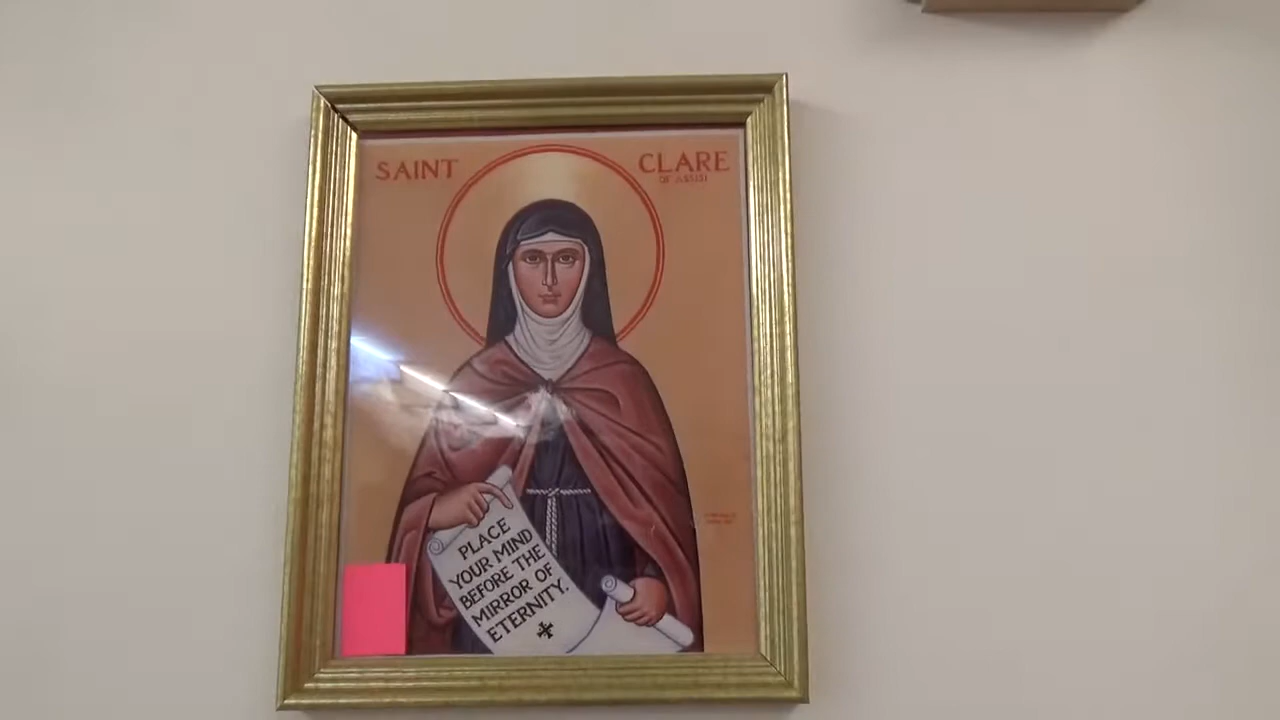 SAINT
CLARE
OF ASSISI
PLACE
YOUR MIND
BEFORE THE
MIRROR OF
ETERNITY.